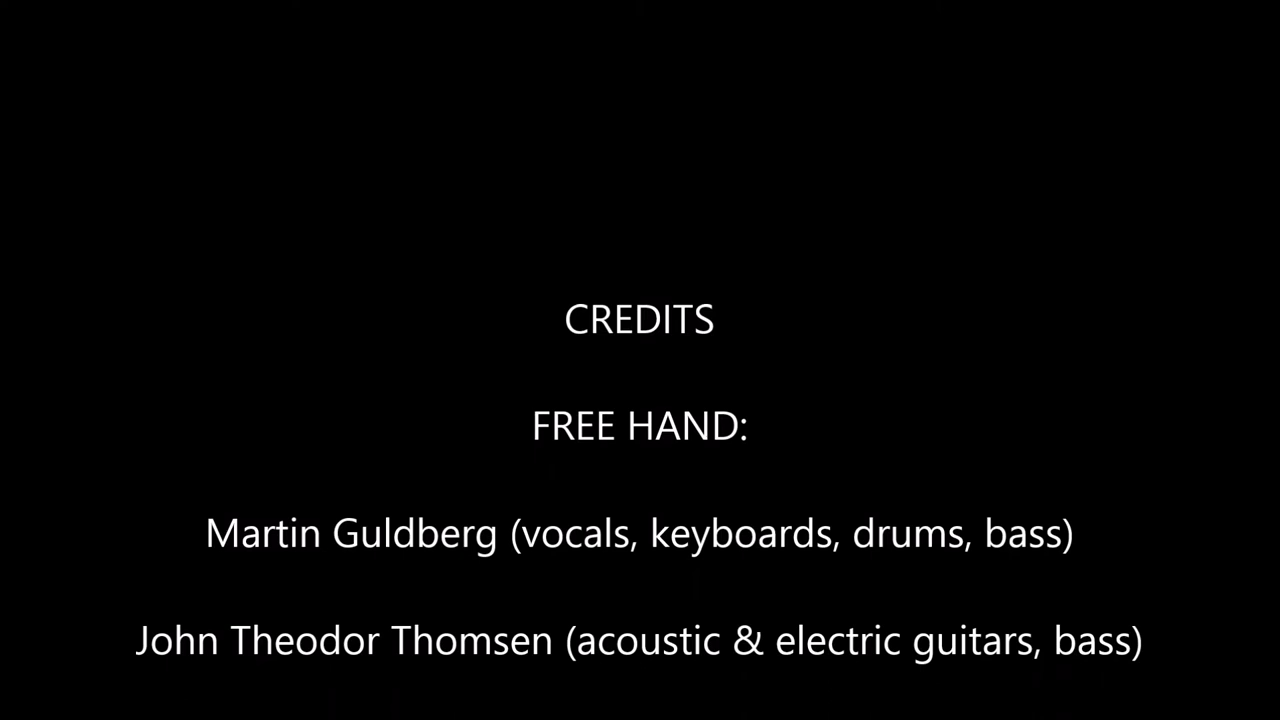 CREDITS
FREE HAND:
Martin Guldberg (vocals, keyboards, drums, bass)
John Theodor Thomsen (acoustic & electric guitars, bass)